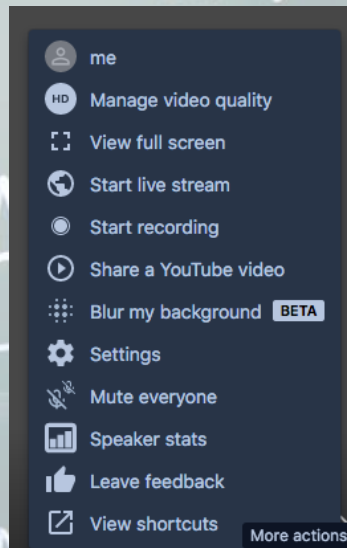 me
HD Manage video quality
View full screen
Start live stream
Start recording
Share a YouTube video
Blur my background BETA
Settings
Mute everyone
Speaker stats
Leave feedback
View shortcuts
More actions